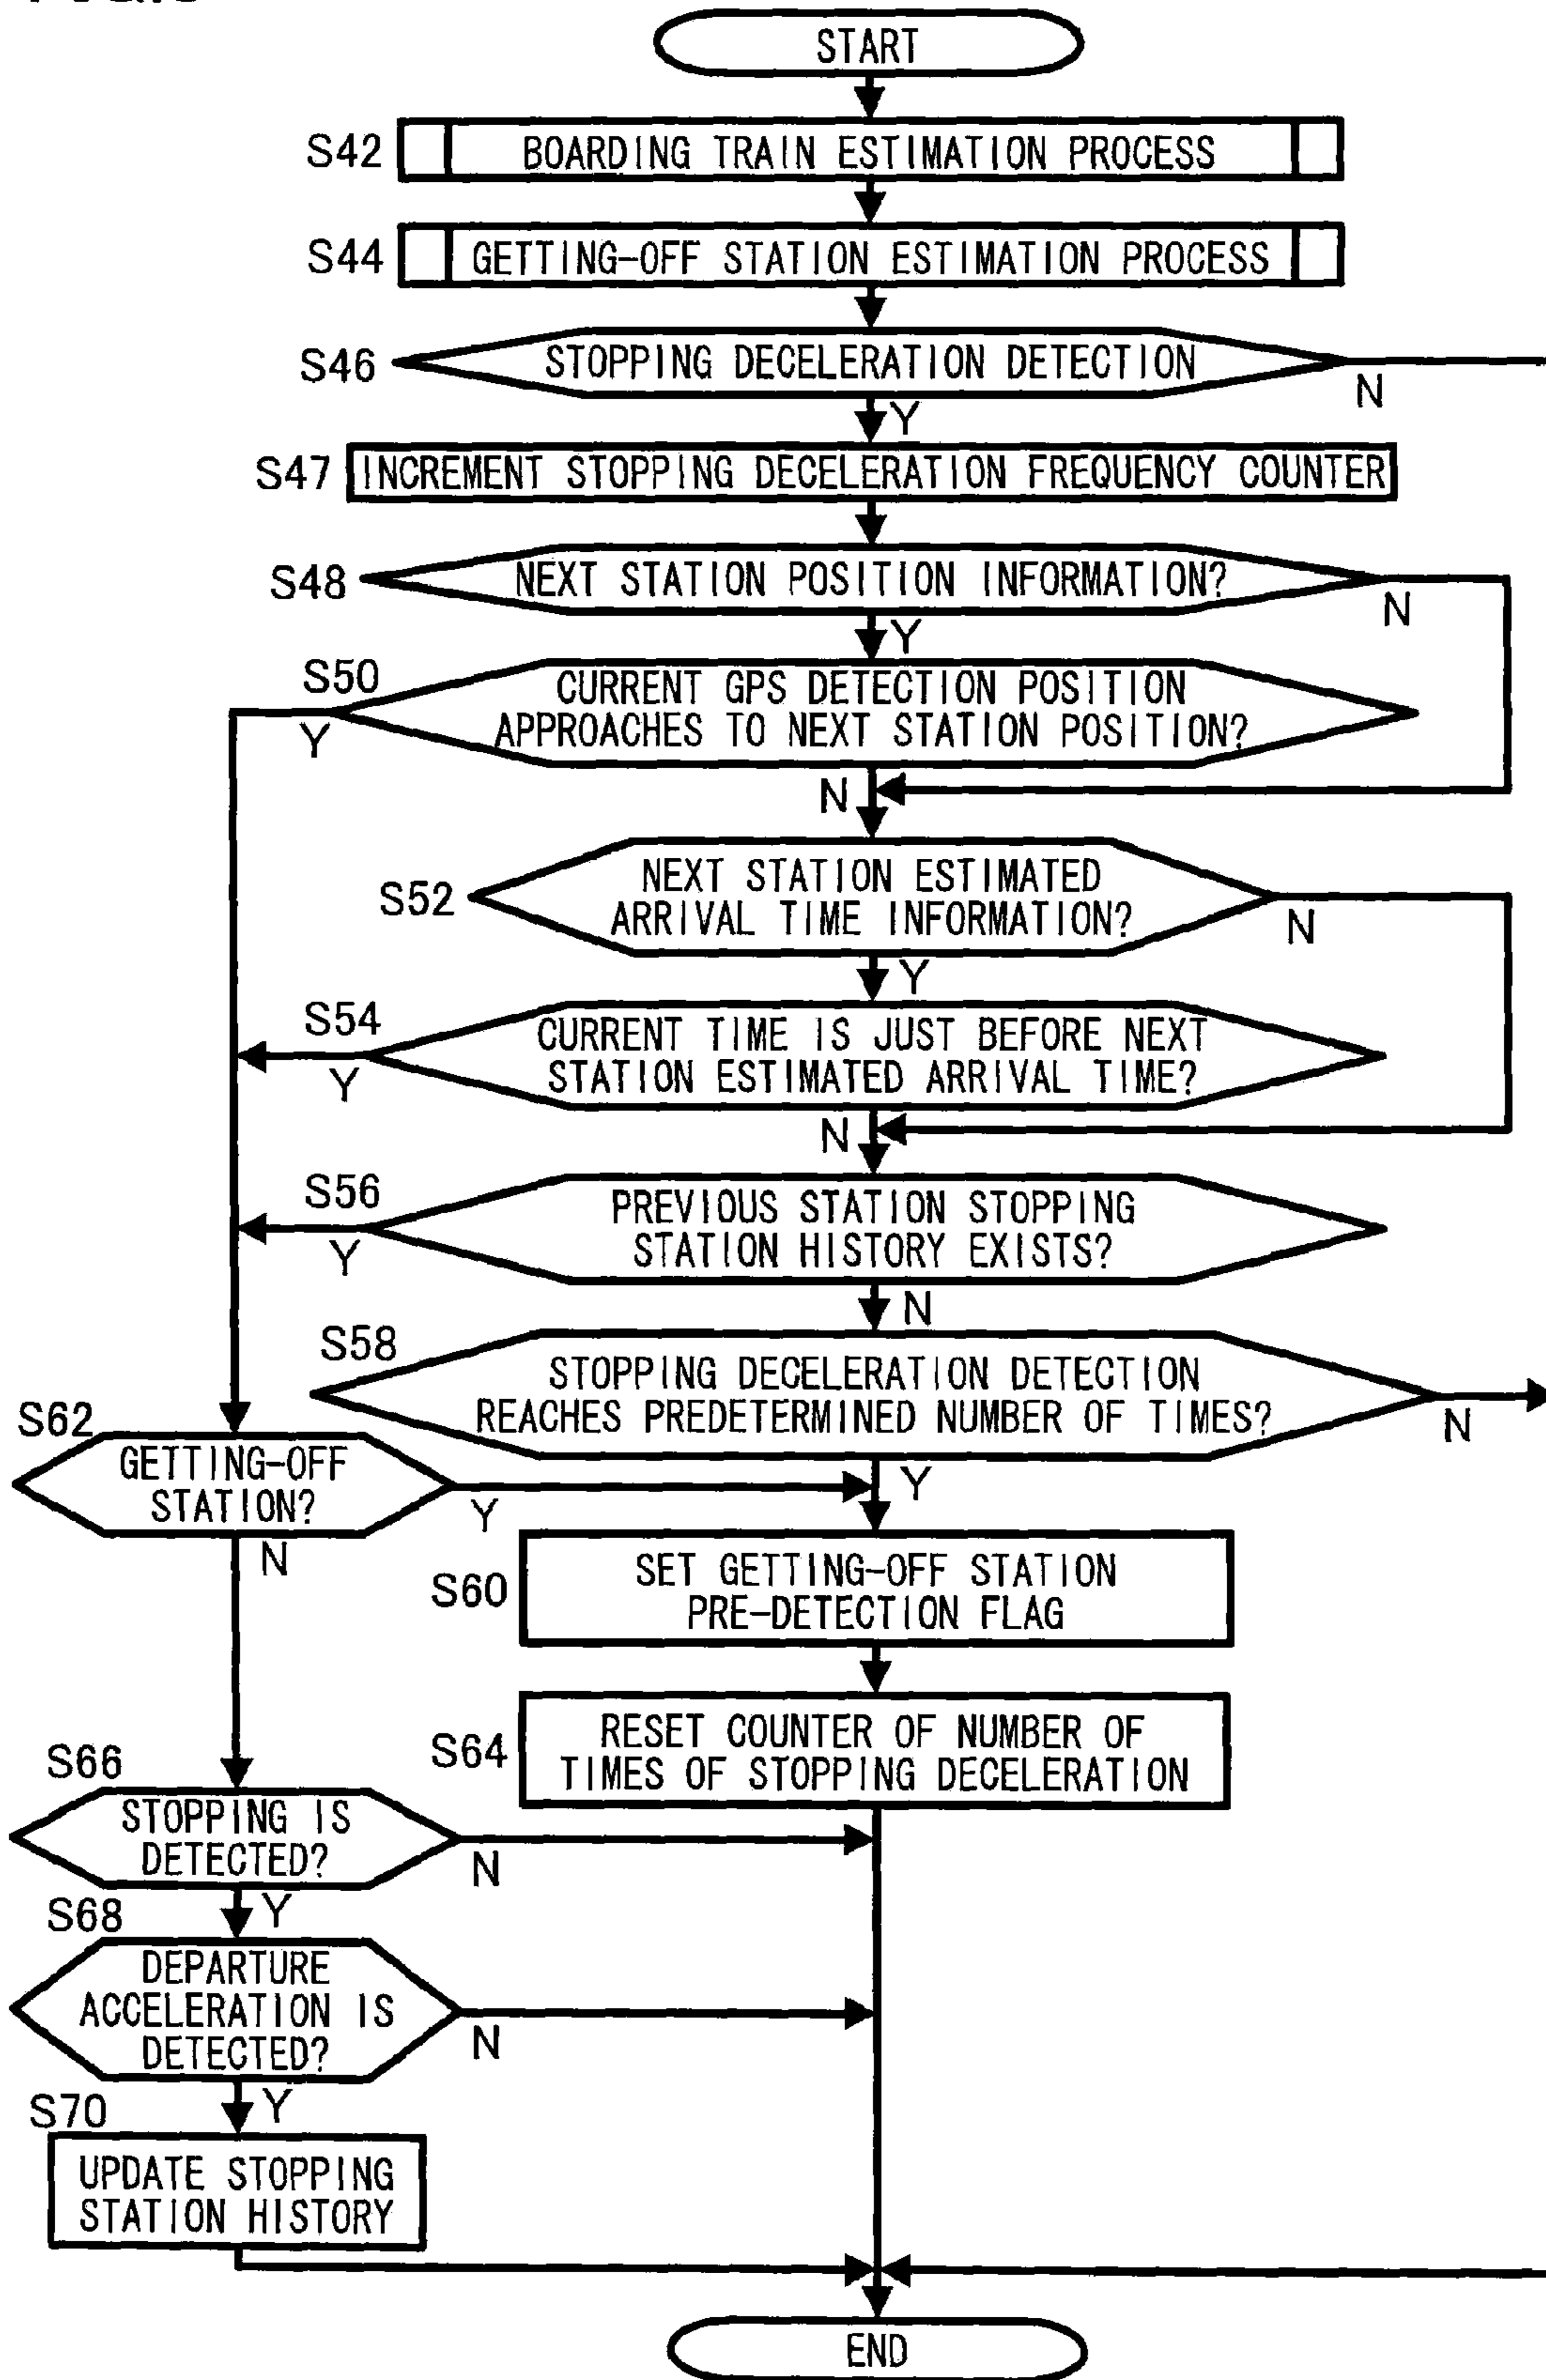 START
S42
BOARDING TRAIN ESTIMATION PROCESS
S44
GETTING-OFF STATION ESTIMATION PROCESS
S46
STOPPING DECELERATION DETECTION
N
Y
S47
INCREMENT STOPPING DECELERATION FREQUENCY COUNTER
S48
NEXT STATION POSITION INFORMATION?
N
Y
S50
CURRENT GPS DETECTION POSITION
APPROACHES TO NEXT STATION POSITION?
Y
N
S52
NEXT STATION ESTIMATED
ARRIVAL TIME INFORMATION?
N
Y
S54
CURRENT TIME IS JUST BEFORE NEXT
STATION ESTIMATED ARRIVAL TIME?
Y
N
S56
PREVIOUS STATION STOPPING
STATION HISTORY EXISTS?
Y
N
S58
STOPPING DECELERATION DETECTION
REACHES PREDETERMINED NUMBER OF TIMES?
N
Y
S62
GETTING-OFF
STATION?
Y
N
S60
SET GETTING-OFF STATION
PRE-DETECTION FLAG
S64
RESET COUNTER OF NUMBER OF
TIMES OF STOPPING DECELERATION
S66
STOPPING IS
DETECTED?
N
Y
S68
DEPARTURE
ACCELERATION IS
DETECTED?
N
Y
S70
UPDATE STOPPING
STATION HISTORY
END